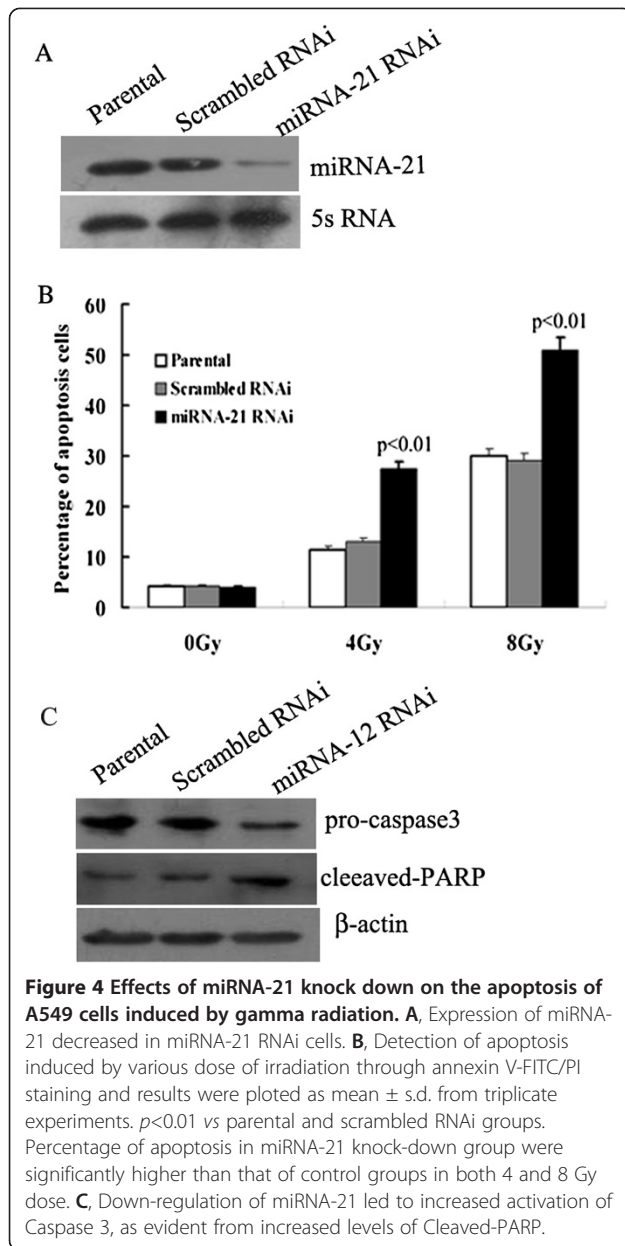 A
Parental
Scrambled RNAi
miRNA-21 RNAi
miRNA-21
5s RNA
B
60
50
40
30
20
10
0
Percentage of apoptosis cells
Parental
Scrambled RNAi
miRNA-21 RNAi
p<0.01
p<0.01
0Gy
4Gy
8Gy
C
Parental
Scrambled RNAi
miRNA-12 RNAi
pro-caspase3
cleeaved-PARP
β-actin
Figure 4 Effects of miRNA-21 knock down on the apoptosis of
A549 cells induced by gamma radiation. A, Expression of miRNA-
21 decreased in miRNA-21 RNAi cells. B, Detection of apoptosis
induced by various dose of irradiation through annexin V-FITC/PI
staining and results were ploted as mean ± s.d. from triplicate
experiments. p<0.01 vs parental and scrambled RNAi groups.
Percentage of apoptosis in miRNA-21 knock-down group were
significantly higher than that of control groups in both 4 and 8 Gy
dose. C, Down-regulation of miRNA-21 led to increased activation of
Caspase 3, as evident from increased levels of Cleaved-PARP.